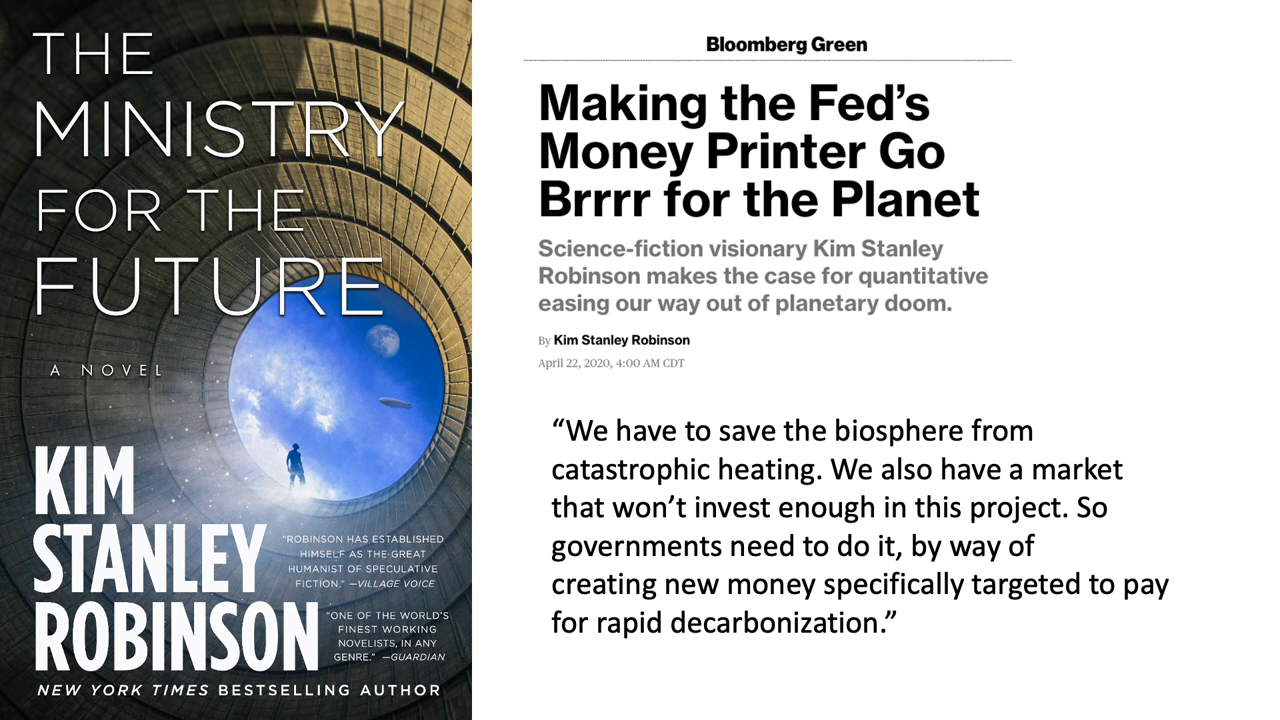 THE
MINISTRY
FOR THE
FUTURE
A NOVEL
KIM
STANLEY
ROBINSON
"ROBINSON HAS ESTABLISHED
HIMSELF AS THE GREAT
HUMANIST OF SPECULATIVE
FICTION." —VILLAGE VOICE
"ONE OF THE WORLD'S
FINEST WORKING
NOVELISTS, IN ANY
GENRE." —GUARDIAN
NEW YORK TIMES BESTSELLING AUTHOR
Bloomberg Green
Making the Fed's
Money Printer Go
Brrrr for the Planet
Science-fiction visionary Kim Stanley
Robinson makes the case for quantitative
easing our way out of planetary doom.
By Kim Stanley Robinson
April 22, 2020, 4:00 AM CDT
“We have to save the biosphere from
catastrophic heating. We also have a market
that won’t invest enough in this project. So
governments need to do it, by way of
creating new money specifically targeted to pay
for rapid decarbonization.”